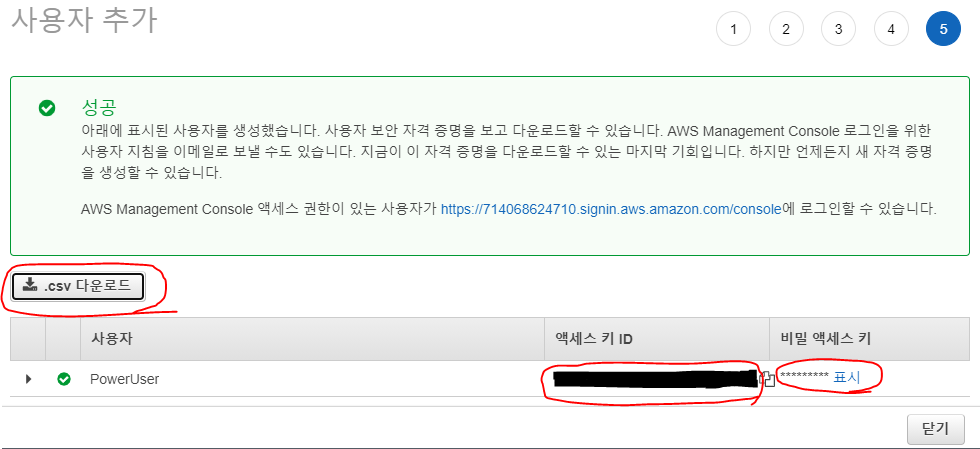 사용자 추가
1 2 3 4 5
성공
아래에 표시된 사용자를 생성했습니다. 사용자 보안 자격 증명을 보고 다운로드할 수 있습니다. AWS Management Console 로그인을 위한
사용자 지침을 이메일로 보낼 수도 있습니다. 지금이 이 자격 증명을 다운로드할 수 있는 마지막 기회입니다. 하지만 언제든지 새 자격 증명
을 생성할 수 있습니다.
AWS Management Console 액세스 권한이 있는 사용자가 https://714068624710.signin.aws.amazon.com/console에 로그인할 수 있습니다.
.csv 다운로드
사용자 액세스 키 ID 비밀 액세스 키
PowerUser ********* 표시
닫기